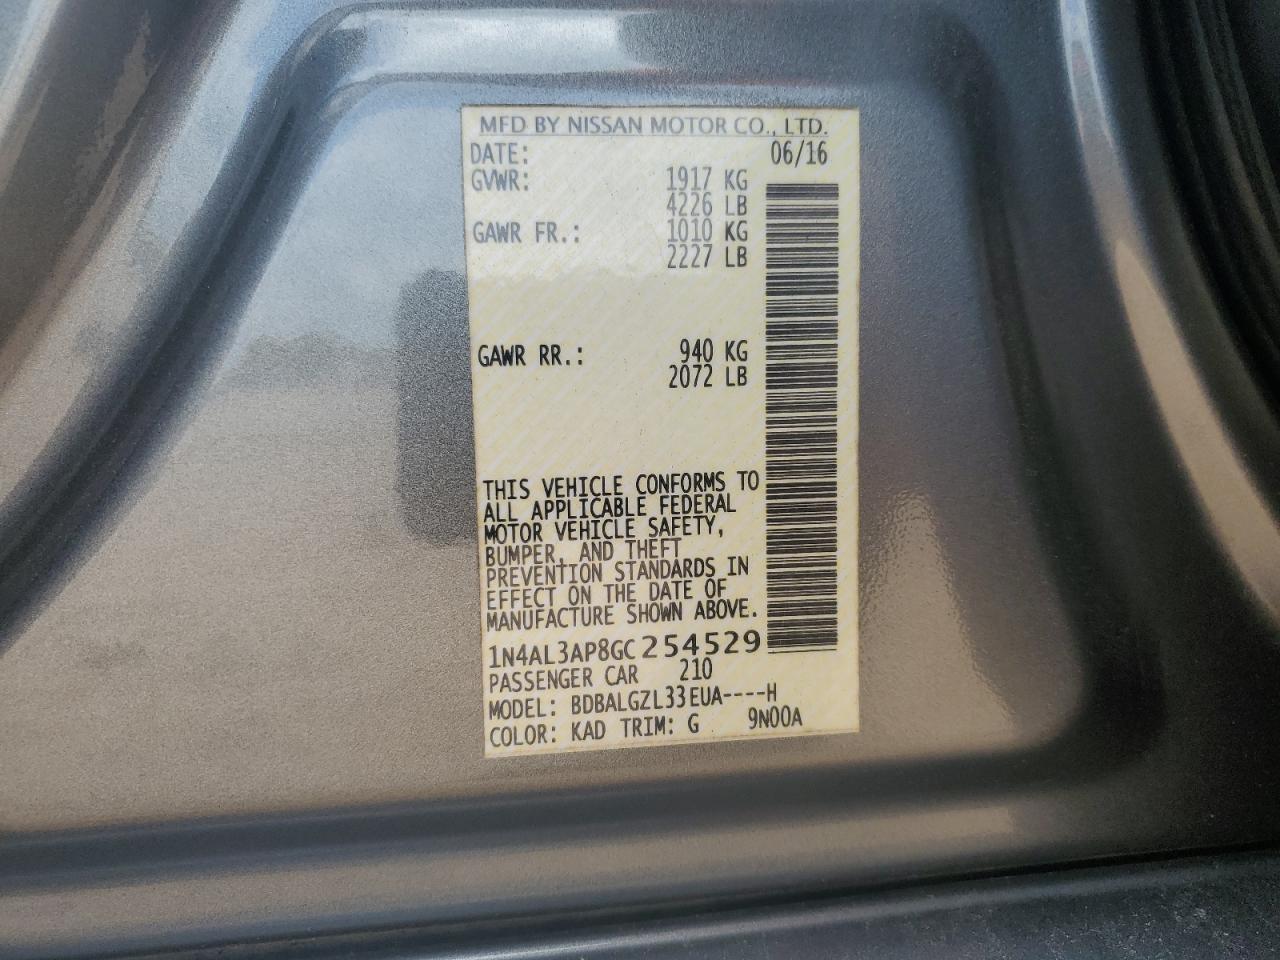 MFD BY NISSAN MOTOR CO., LTD.
DATE: 06/16
GVWR: 1917 KG
4226 LB
GAWR FR.: 1010 KG
2227 LB
GAWR RR.: 940 KG
2072 LB
THIS VEHICLE CONFORMS TO
ALL APPLICABLE FEDERAL
MOTOR VEHICLE SAFETY,
BUMPER, AND THEFT
PREVENTION STANDARDS IN
EFFECT ON THE DATE OF
MANUFACTURE SHOWN ABOVE.
1N4AL3AP8GC254529
PASSENGER CAR 210
MODEL: BDBALGZL33EUA----H
COLOR: KAD TRIM: G 9N00A